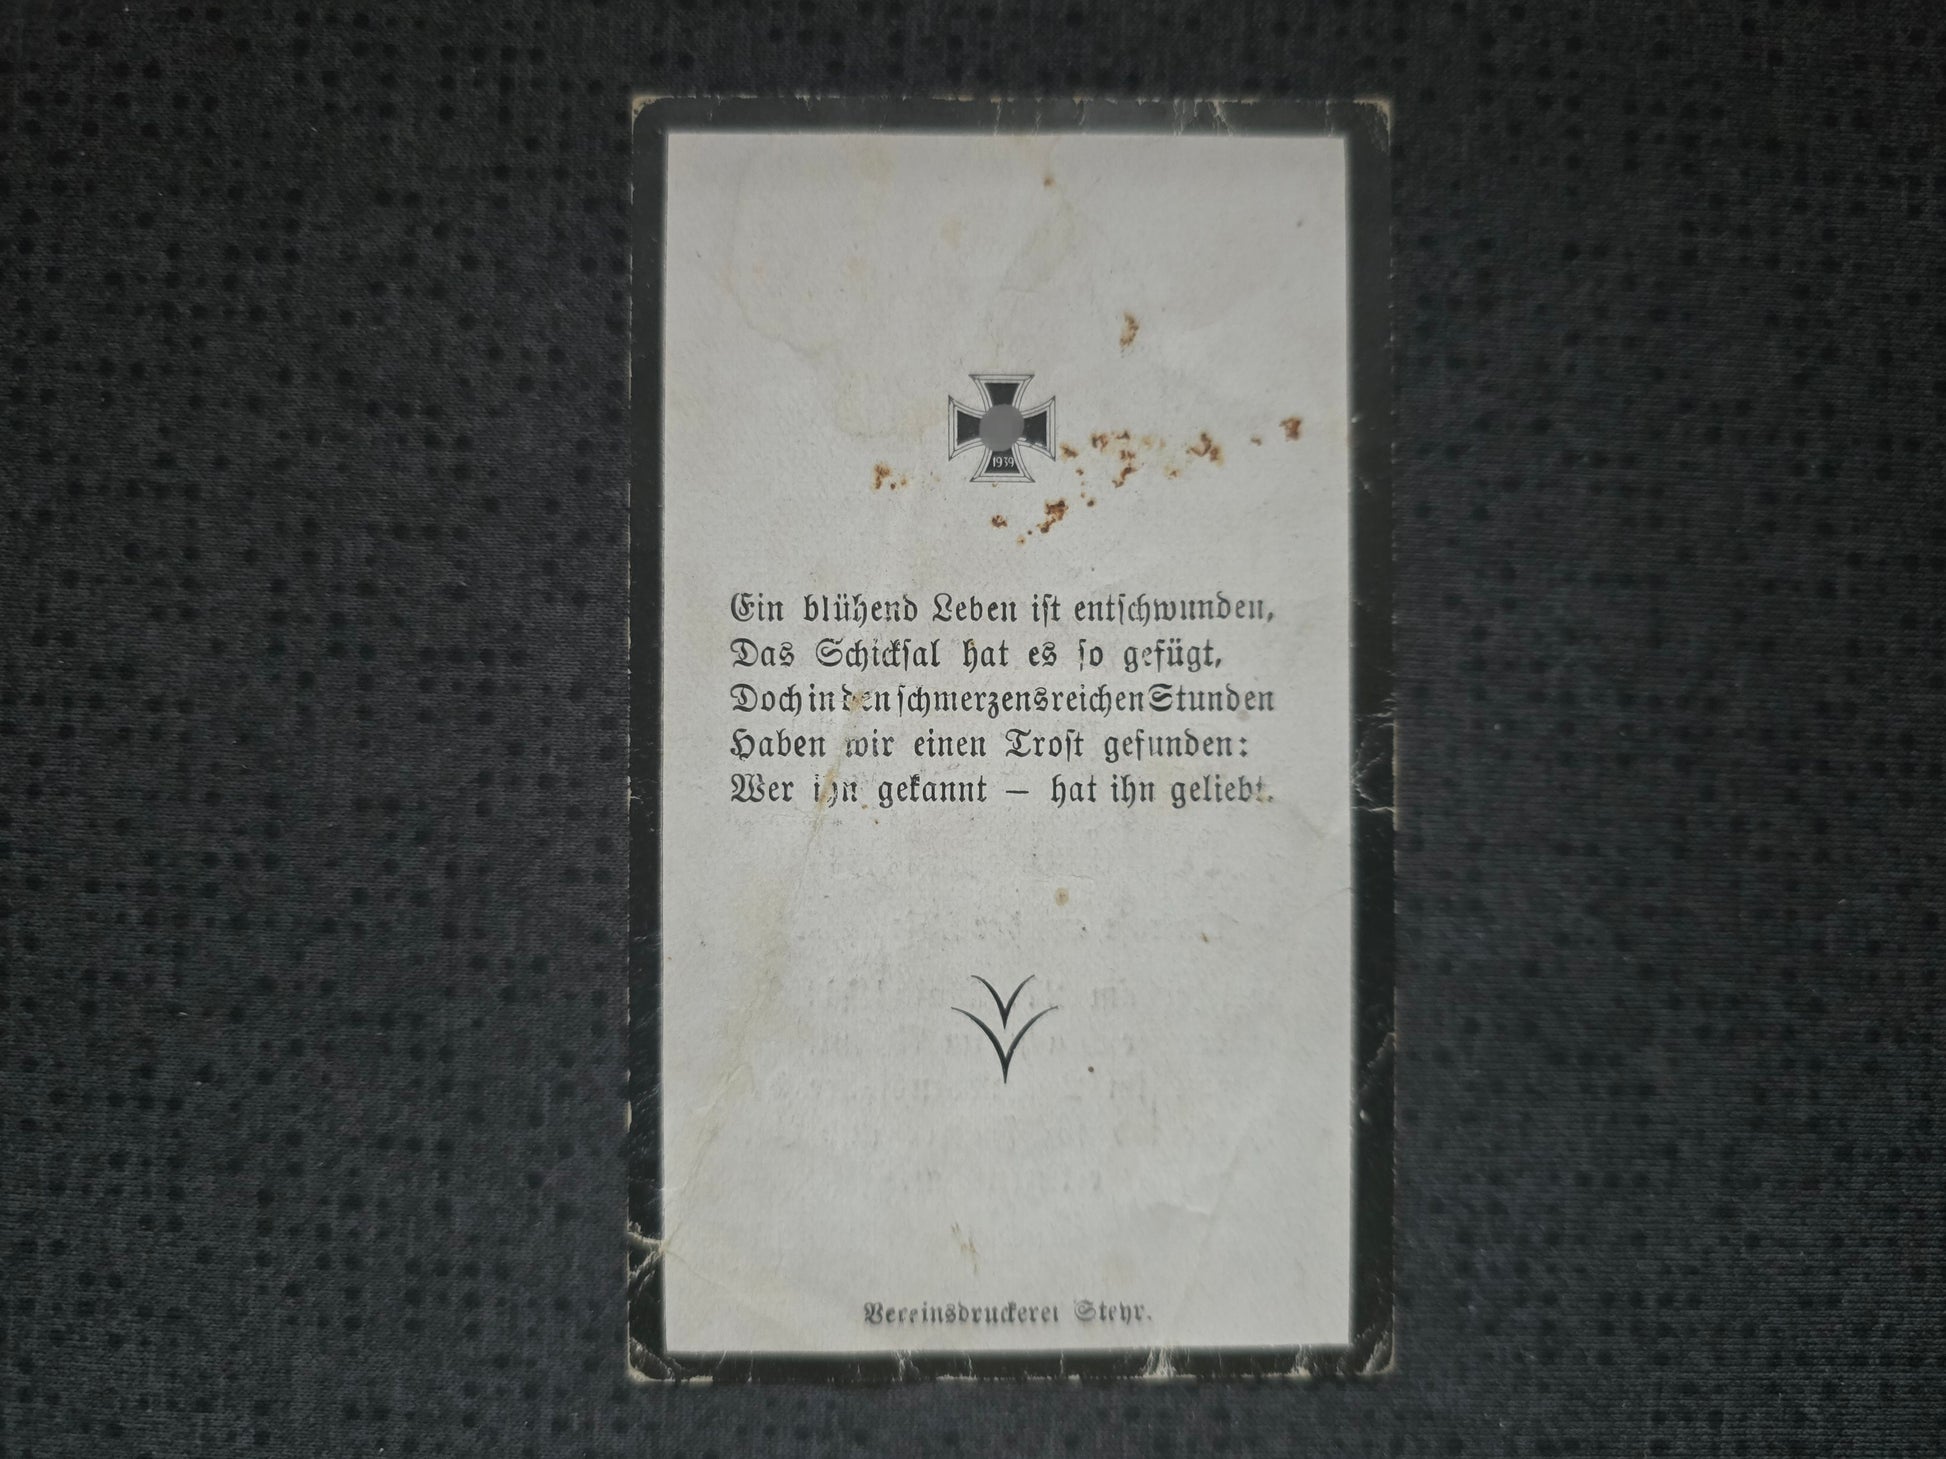 1939
Ein blühend Leben ist entschwunden,
Das Schicksal hat es so gefügt,
Doch in den schmerzensreichen Stunden
Haben wir einen Trost gefunden:
Wer ihn gekannt — hat ihn geliebt.
Vereinsdruckerei Steyr.